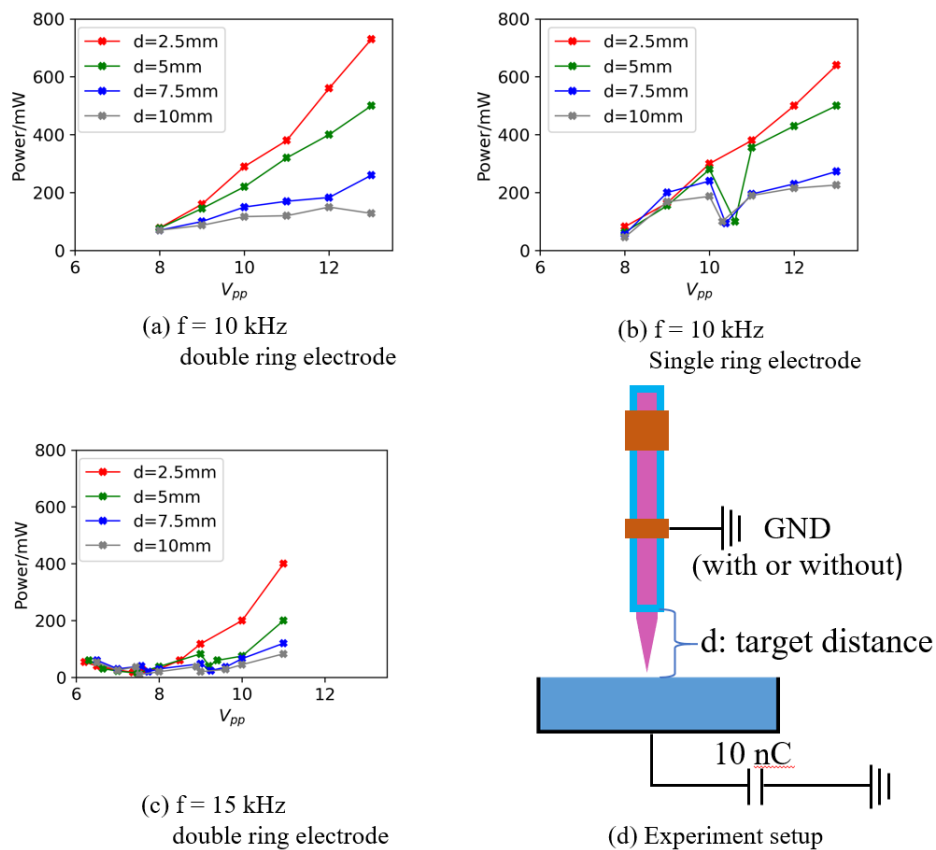 800
600
400
200
0
Power/mW
d=2.5mm
d=5mm
d=7.5mm
d=10mm
6 8 10 12
Vpp
(a) f = 10 kHz
double ring electrode
800
600
400
200
0
Power/mW
d=2.5mm
d=5mm
d=7.5mm
d=10mm
6 8 10 12
Vpp
(b) f = 10 kHz
Single ring electrode
800
600
400
200
0
Power/mW
d=2.5mm
d=5mm
d=7.5mm
d=10mm
6 8 10 12
Vpp
(c) f = 15 kHz
double ring electrode
GND
(with or without)
d: target distance
10 nC
(d) Experiment setup